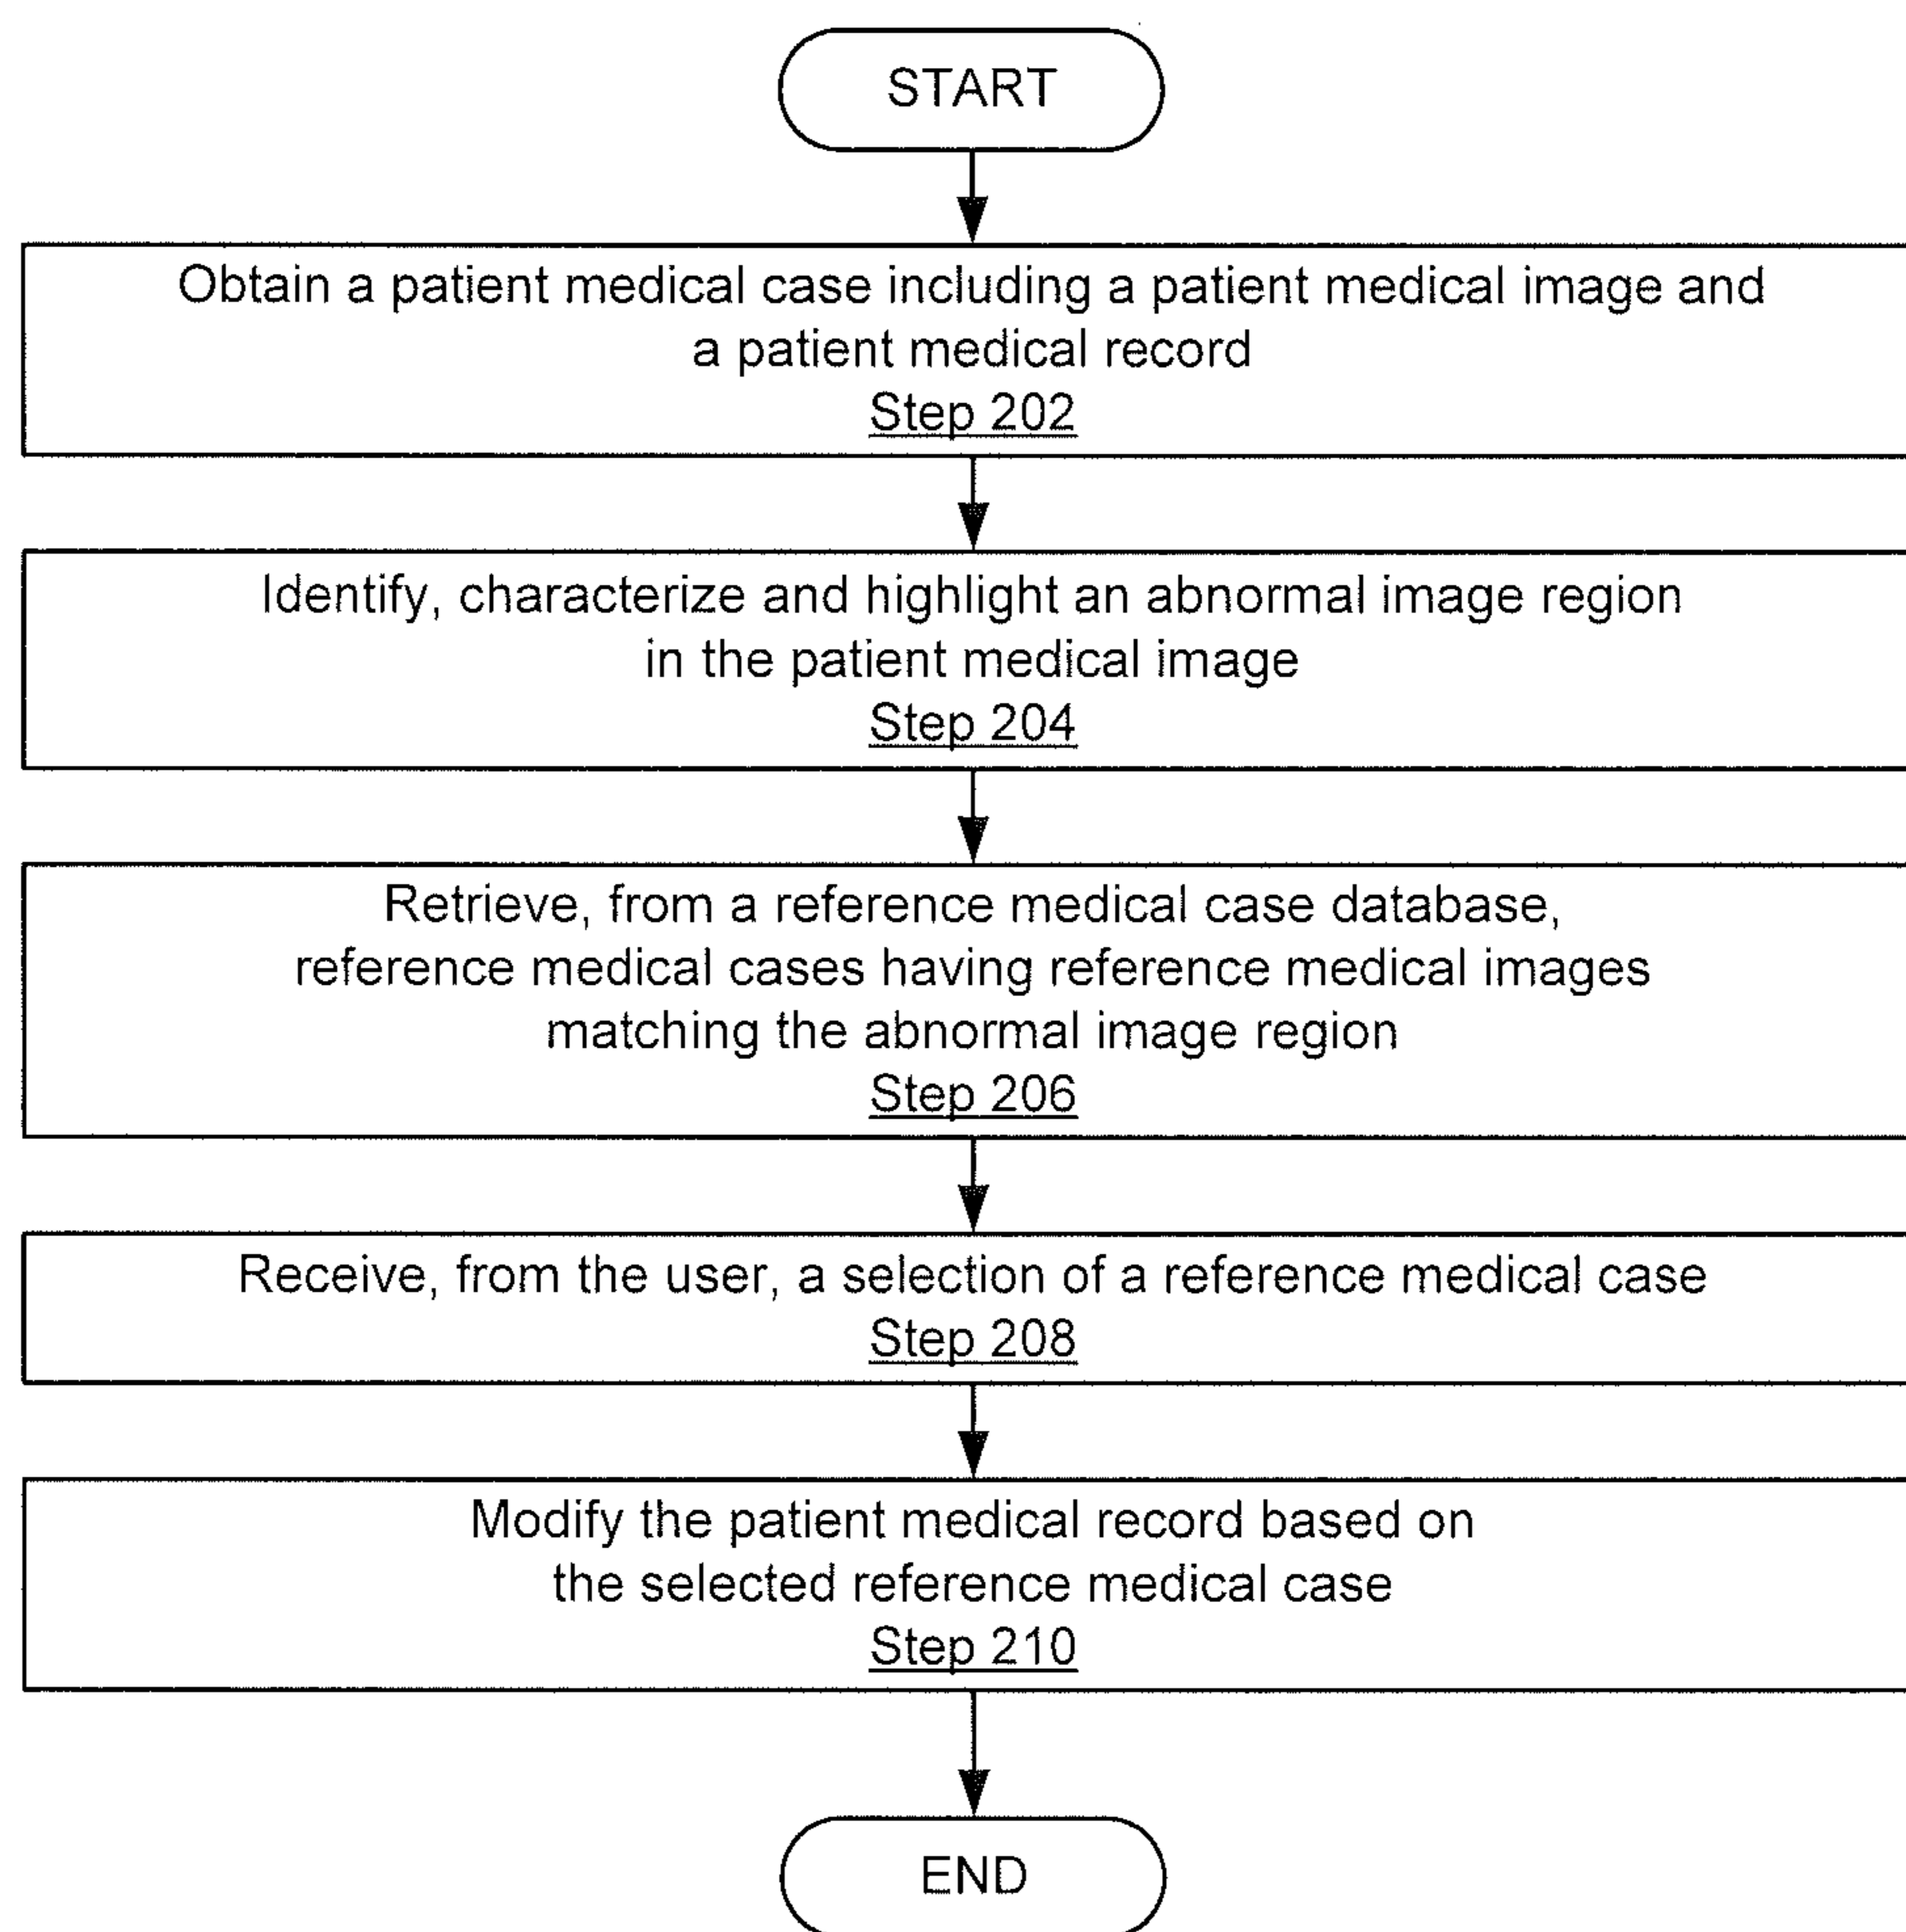 START
Obtain a patient medical case including a patient medical image and
a patient medical record
Step 202
Identify, characterize and highlight an abnormal image region
in the patient medical image
Step 204
Retrieve, from a reference medical case database,
reference medical cases having reference medical images
matching the abnormal image region
Step 206
Receive, from the user, a selection of a reference medical case
Step 208
Modify the patient medical record based on
the selected reference medical case
Step 210
END